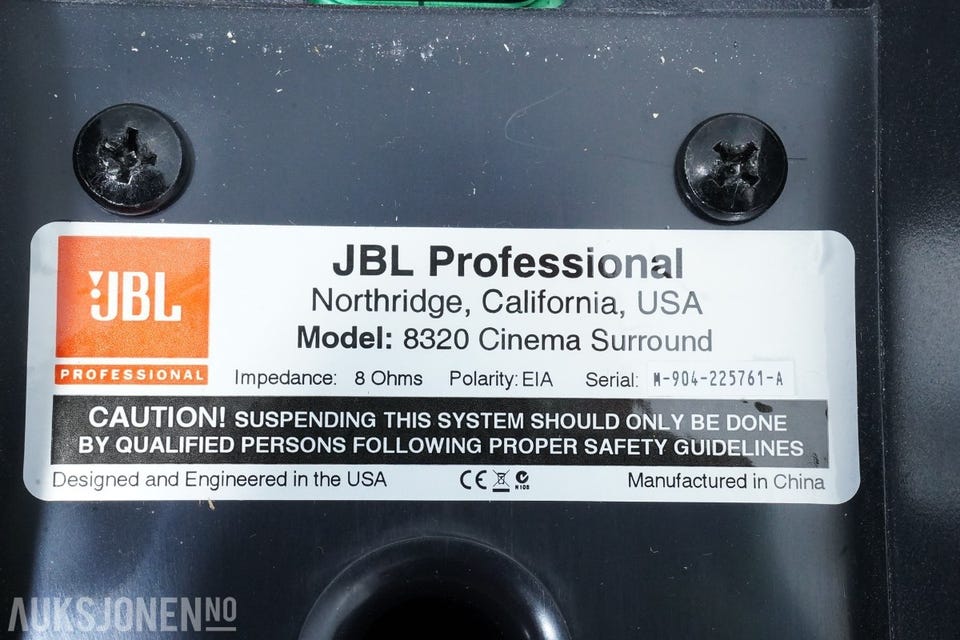 JBL Professional
Northridge, California, USA
Model: 8320 Cinema Surround
JBL
PROFESSIONAL
Impedance: 8 Ohms Polarity: EIA Serial: M-904-225761-A
CAUTION! SUSPENDING THIS SYSTEM SHOULD ONLY BE DONE
BY QUALIFIED PERSONS FOLLOWING PROPER SAFETY GUIDELINES
Designed and Engineered in the USA CE N108 Manufactured in China
AUKSJONEN NO